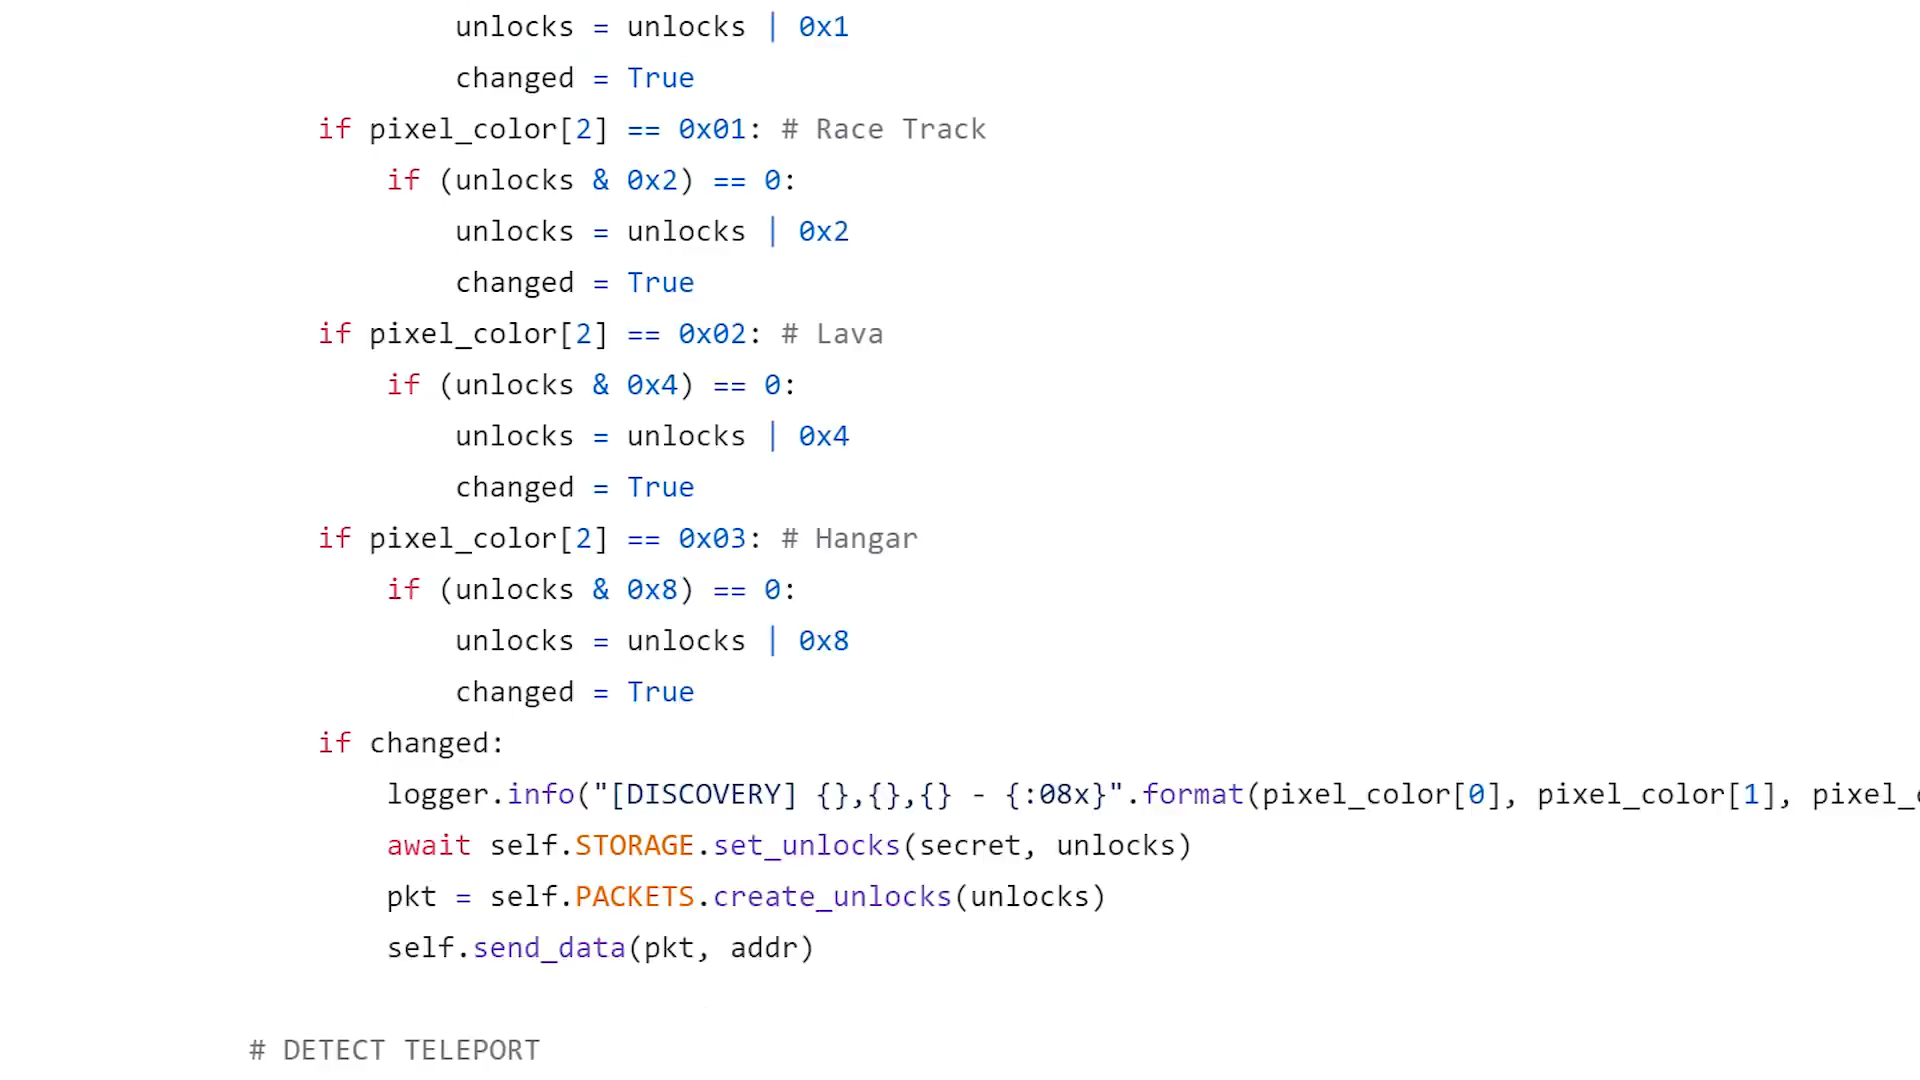 unlocks = unlocks | 0x1
changed = True
if pixel_color[2] == 0x01: # Race Track
if (unlocks & 0x2) == 0:
unlocks = unlocks | 0x2
changed = True
if pixel_color[2] == 0x02: # Lava
if (unlocks & 0x4) == 0:
unlocks = unlocks | 0x4
changed = True
if pixel_color[2] == 0x03: # Hangar
if (unlocks & 0x8) == 0:
unlocks = unlocks | 0x8
changed = True
if changed:
logger.info("[DISCOVERY] {},{},{} - {:08x}".format(pixel_color[0], pixel_color[1], pixel_
await self.STORAGE.set_unlocks(secret, unlocks)
pkt = self.PACKETS.create_unlocks(unlocks)
self.send_data(pkt, addr)
# DETECT TELEPORT